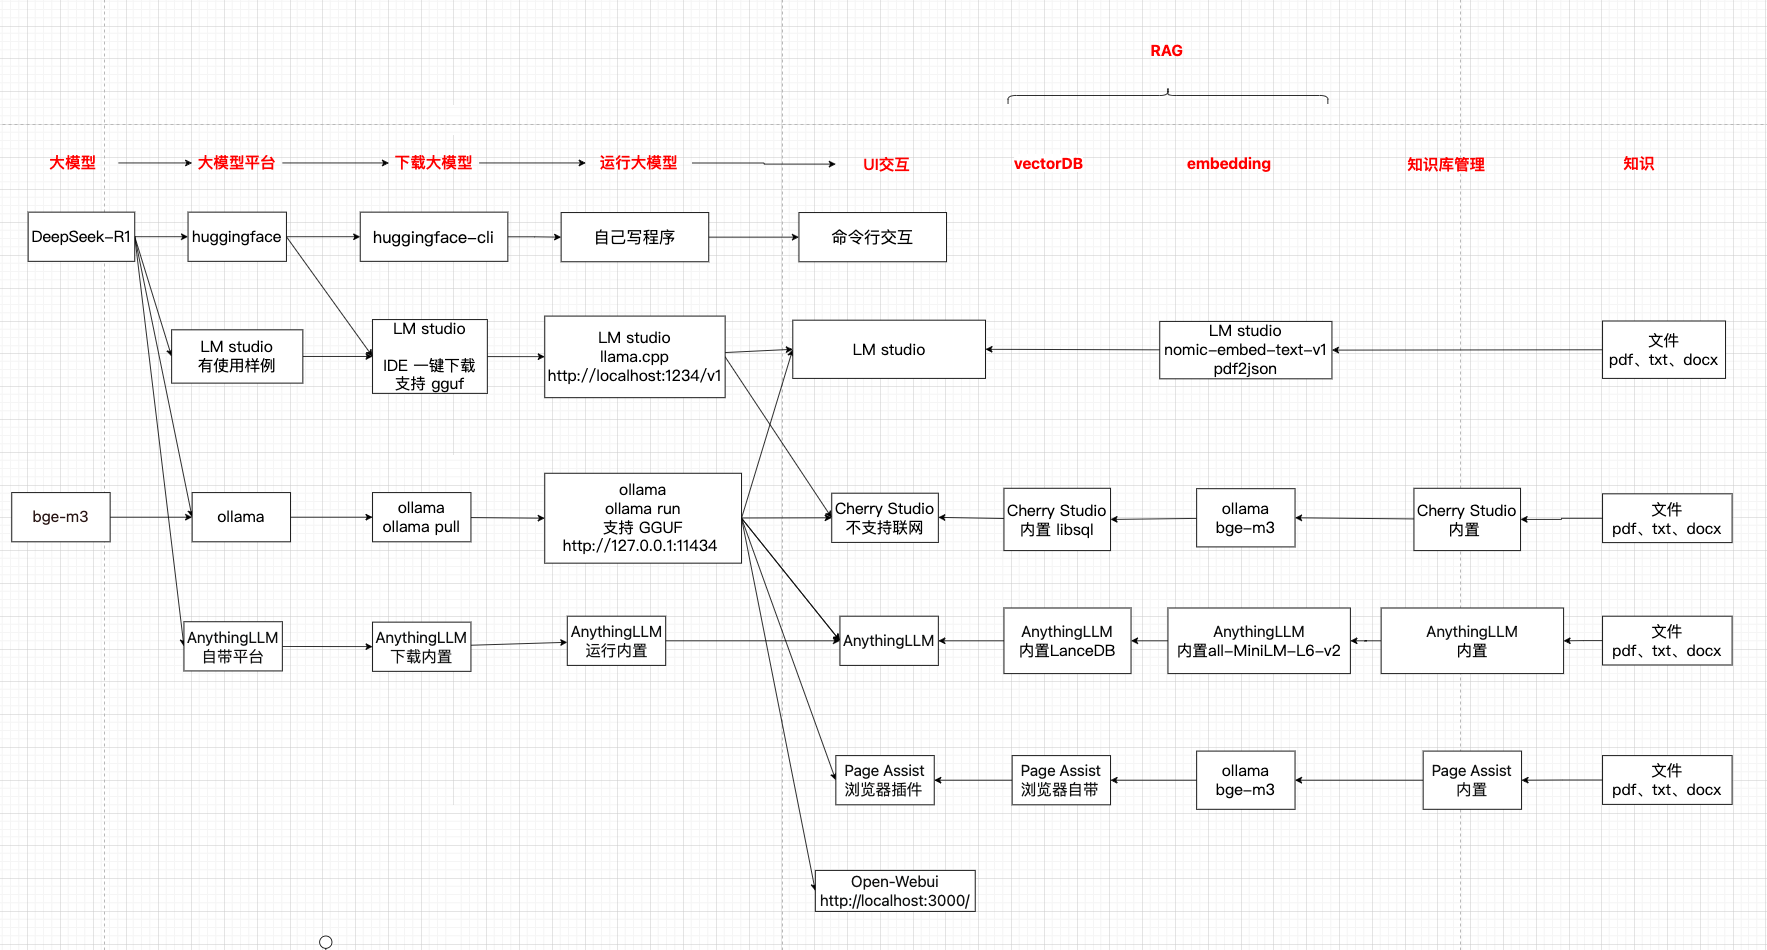 RAG
大模型
大模型平台
下载大模型
运行大模型
UI交互
vectorDB
embedding
知识库管理
知识
DeepSeek-R1
huggingface
huggingface-cli
自己写程序
命令行交互
LM studio
有使用样例
LM studio
IDE 一键下载
支持 gguf
LM studio
llama.cpp
http://localhost:1234/v1
LM studio
LM studio
nomic-embed-text-v1
pdf2json
文件
pdf、txt、docx
bge-m3
ollama
ollama
ollama pull
ollama
ollama run
支持 GGUF
http://127.0.0.1:11434
Cherry Studio
不支持联网
Cherry Studio
内置 libsql
ollama
bge-m3
Cherry Studio
内置
文件
pdf、txt、docx
AnythingLLM
自带平台
AnythingLLM
下载内置
AnythingLLM
运行内置
AnythingLLM
AnythingLLM
内置LanceDB
AnythingLLM
内置all-MiniLM-L6-v2
AnythingLLM
内置
文件
pdf、txt、docx
Page Assist
浏览器插件
Page Assist
浏览器自带
ollama
bge-m3
Page Assist
内置
文件
pdf、txt、docx
Open-Webui
http://localhost:3000/